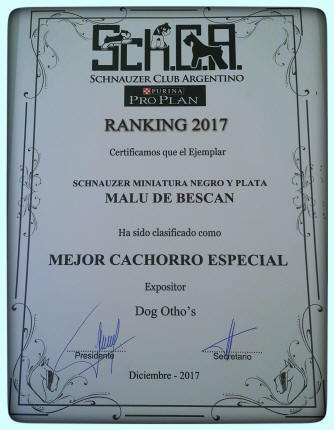 Sch.C.A.
SCHNAUZER CLUB ARGENTINO
PURINA
PRO PLAN
RANKING 2017
Certificamos que el Ejemplar
SCHNAUZER MINIATURA NEGRO Y PLATA
MALU DE BESCAN
Ha sido clasificado como
MEJOR CACHORRO ESPECIAL
Expositor
Dog Otho's
Presidente Secretario
Diciembre - 2017